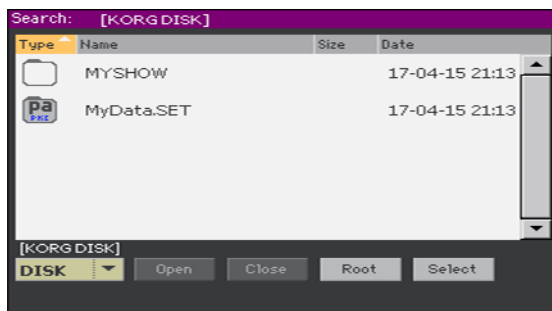 Search: [KORG DISK]
Type Name Size Date
MYSHOW 17-04-15 21:13
pa PKG MyData.SET 17-04-15 21:13
[KORG DISK]
DISK Open Close Root Select